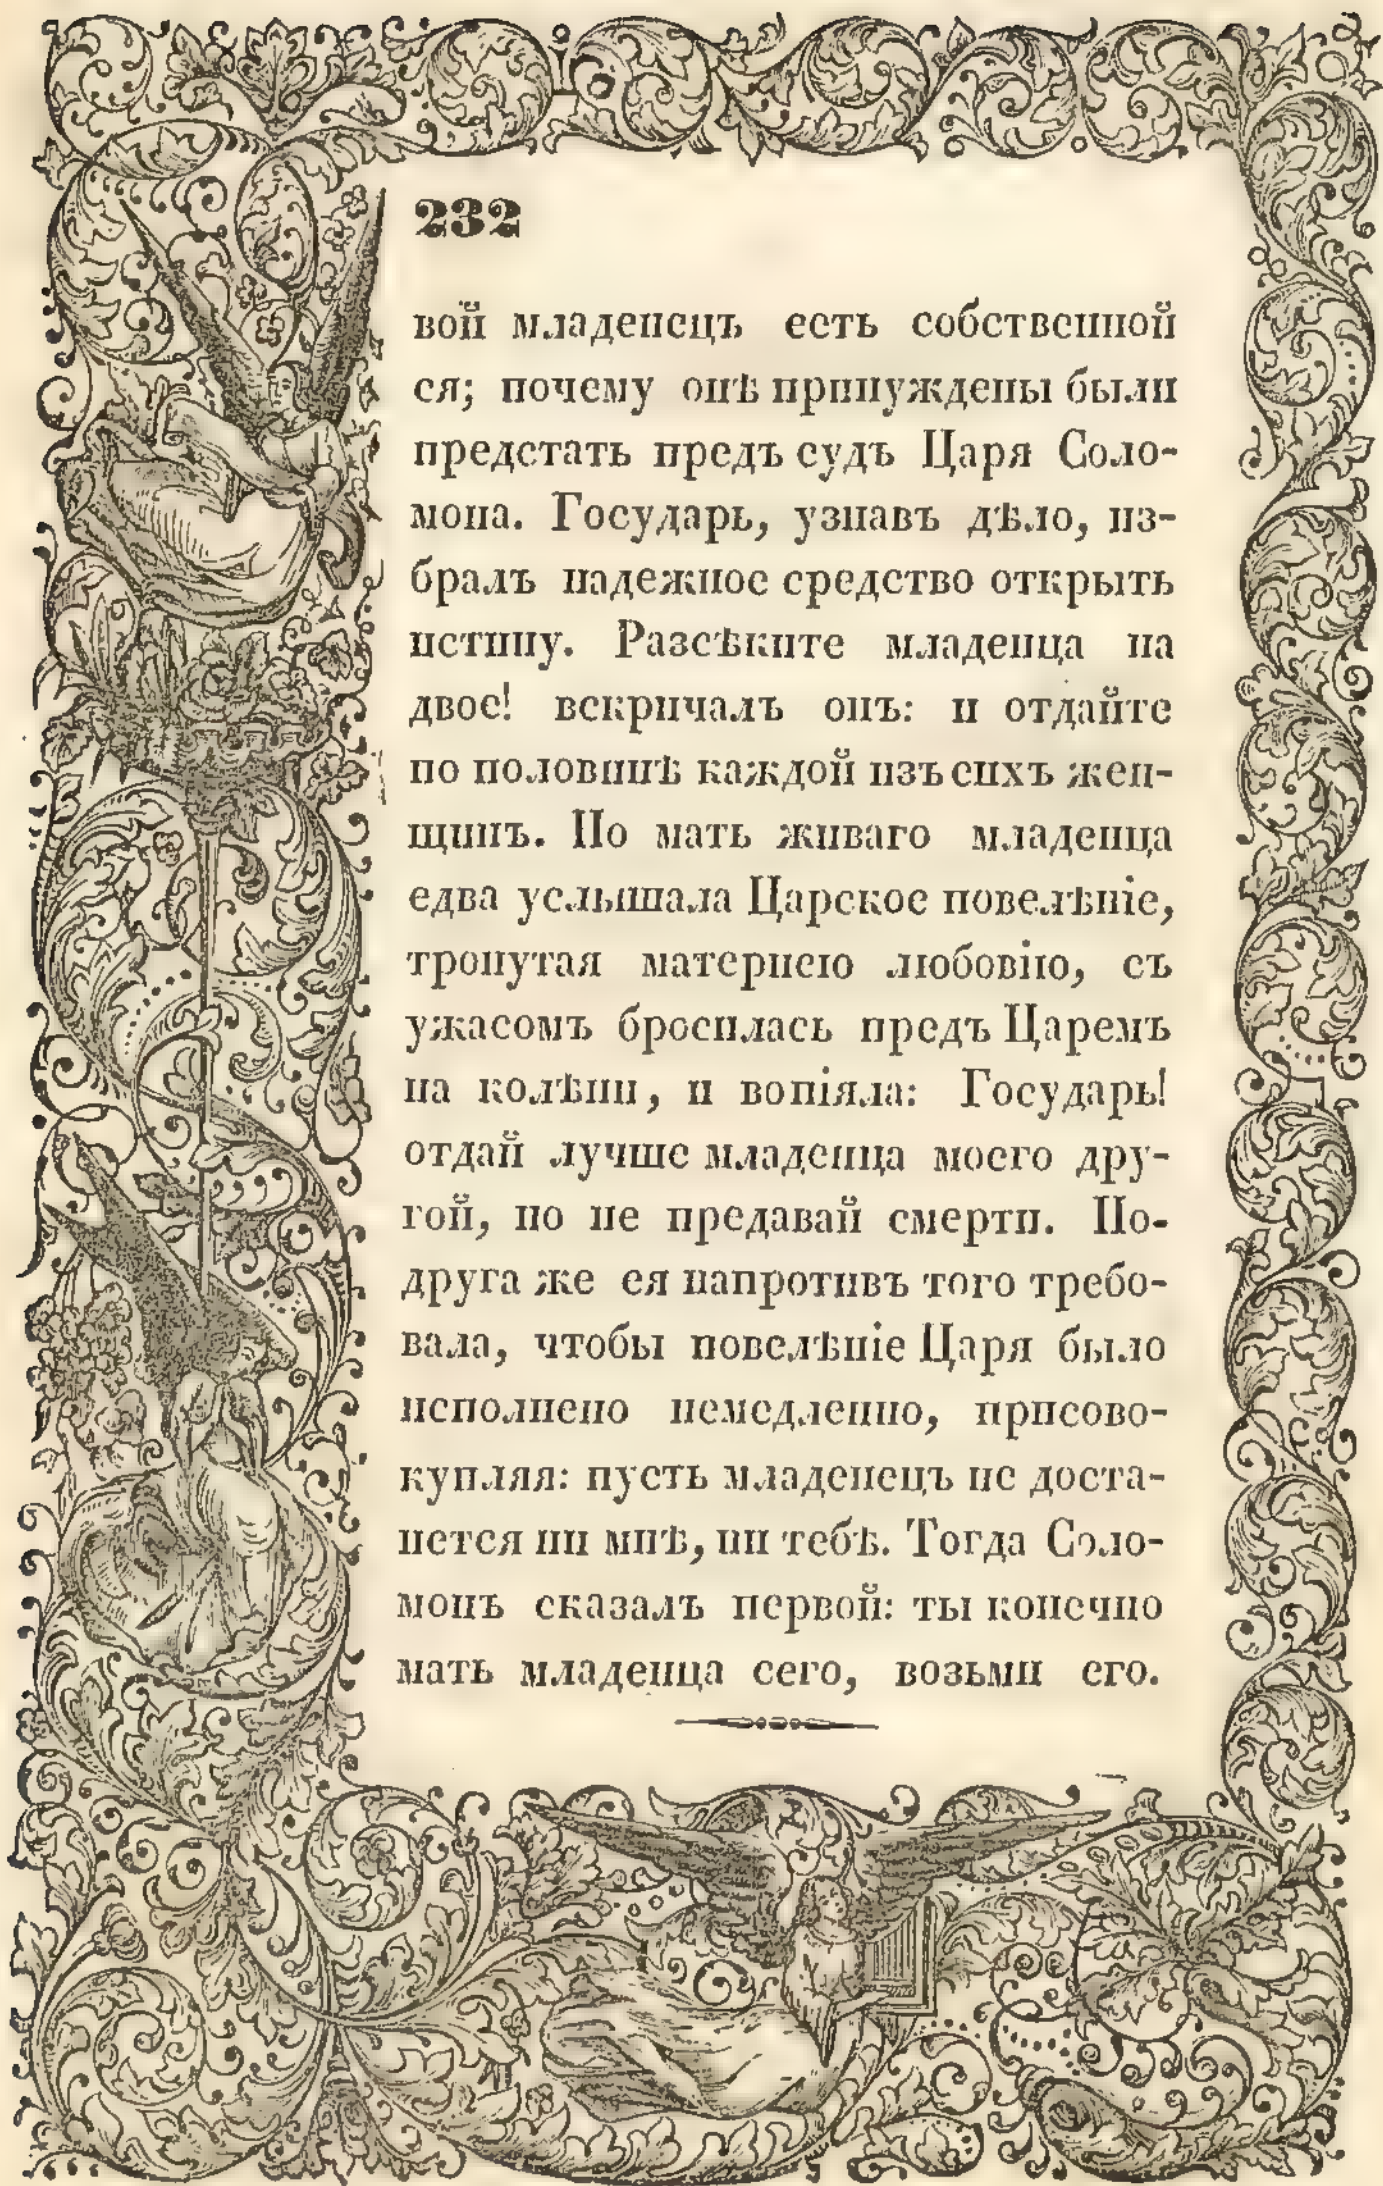 232
вой младенецъ есть собственной
ея; почему онѣ принуждены были
предстать предъ судъ Царя Соло-
мона. Государь, узнавъ дѣло, из-
бралъ надежное средство открыть
истину. Разсѣките младенца на
двое! вскричалъ онъ: и отдайте
по половинѣ каждой изъ сихъ жен-
щинъ. Но мать живаго младенца
едва услышала Царское повелѣніе,
тронутая матернею любовію, съ
ужасомъ бросилась предъ Царемъ
на колѣни, и вопіяла: Государь!
отдай лучше младенца моего дру-
гой, но не предавай смерти. По-
друга же ея напротивъ того требо-
вала, чтобы повелѣніе Царя было
исполнено немедленно, присово-
купляя: пусть младенецъ не доста-
нется ни мнѣ, ни тебѣ. Тогда Соло-
монъ сказалъ первой: ты конечно
мать младенца сего, возьми его.